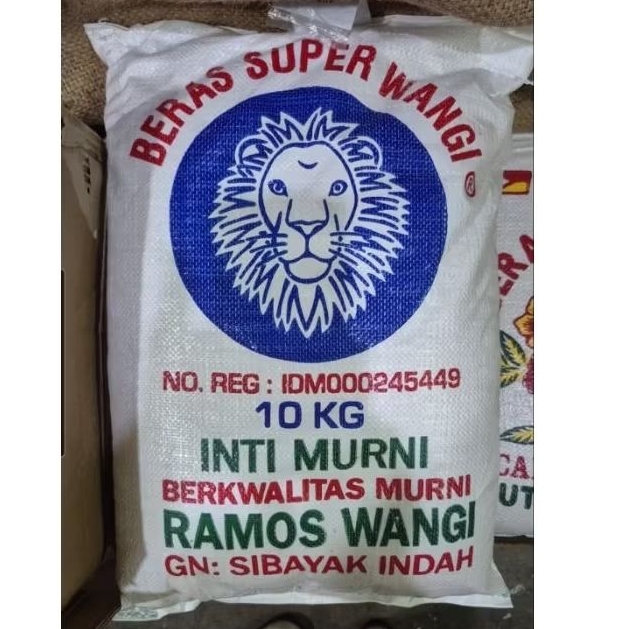 BERAS SUPER WANGI
®
NO. REG : IDM000245449
10 KG
INTI MURNI
BERKWALITAS MURNI
RAMOS WANGI
GN: SIBAYAK INDAH